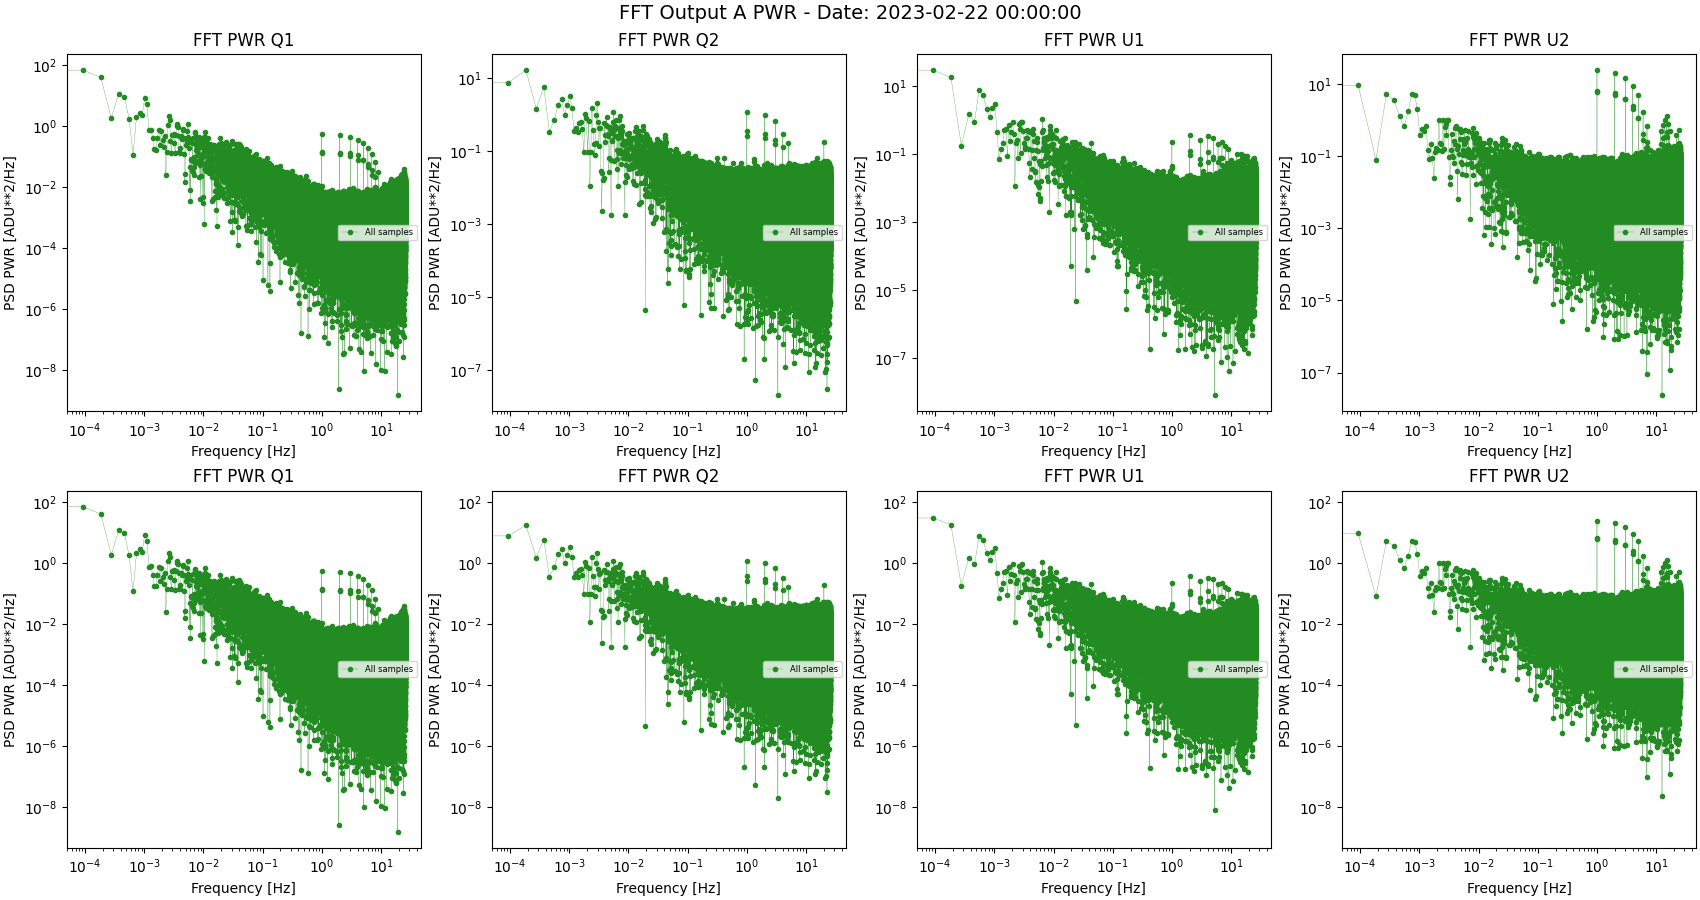 FFT Output A PWR - Date: 2023-02-22 00:00:00
FFT PWR Q1
PSD PWR [ADU**2/Hz]
10^2
10^0
10^-2
10^-4
10^-6
10^-8
All samples
10^-4 10^-3 10^-2 10^-1 10^0 10^1
Frequency [Hz]
FFT PWR Q2
PSD PWR [ADU**2/Hz]
10^1
10^-1
10^-3
10^-5
10^-7
All samples
10^-4 10^-3 10^-2 10^-1 10^0 10^1
Frequency [Hz]
FFT PWR U1
PSD PWR [ADU**2/Hz]
10^1
10^-1
10^-3
10^-5
10^-7
All samples
10^-4 10^-3 10^-2 10^-1 10^0 10^1
Frequency [Hz]
FFT PWR U2
PSD PWR [ADU**2/Hz]
10^1
10^-1
10^-3
10^-5
10^-7
All samples
10^-4 10^-3 10^-2 10^-1 10^0 10^1
Frequency [Hz]
FFT PWR Q1
PSD PWR [ADU**2/Hz]
10^2
10^0
10^-2
10^-4
10^-6
10^-8
All samples
10^-4 10^-3 10^-2 10^-1 10^0 10^1
Frequency [Hz]
FFT PWR Q2
PSD PWR [ADU**2/Hz]
10^2
10^0
10^-2
10^-4
10^-6
10^-8
All samples
10^-4 10^-3 10^-2 10^-1 10^0 10^1
Frequency [Hz]
FFT PWR U1
PSD PWR [ADU**2/Hz]
10^2
10^0
10^-2
10^-4
10^-6
10^-8
All samples
10^-4 10^-3 10^-2 10^-1 10^0 10^1
Frequency [Hz]
FFT PWR U2
PSD PWR [ADU**2/Hz]
10^2
10^0
10^-2
10^-4
10^-6
10^-8
All samples
10^-4 10^-3 10^-2 10^-1 10^0 10^1
Frequency [Hz]